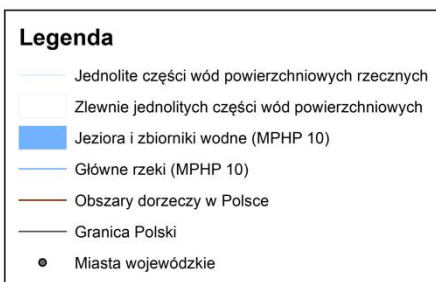 Legenda
Jednolite części wód powierzchniowych rzecznych
Zlewnie jednolitych części wód powierzchniowych
Jeziora i zbiorniki wodne (MPHP 10)
Główne rzeki (MPHP 10)
Obszary dorzeczy w Polsce
Granica Polski
Miasta wojewódzkie